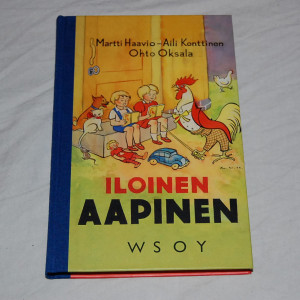 Martti Haavio - Aili Konttinen
Ohto Oksala
ILOINEN
AAPINEN
WSOY